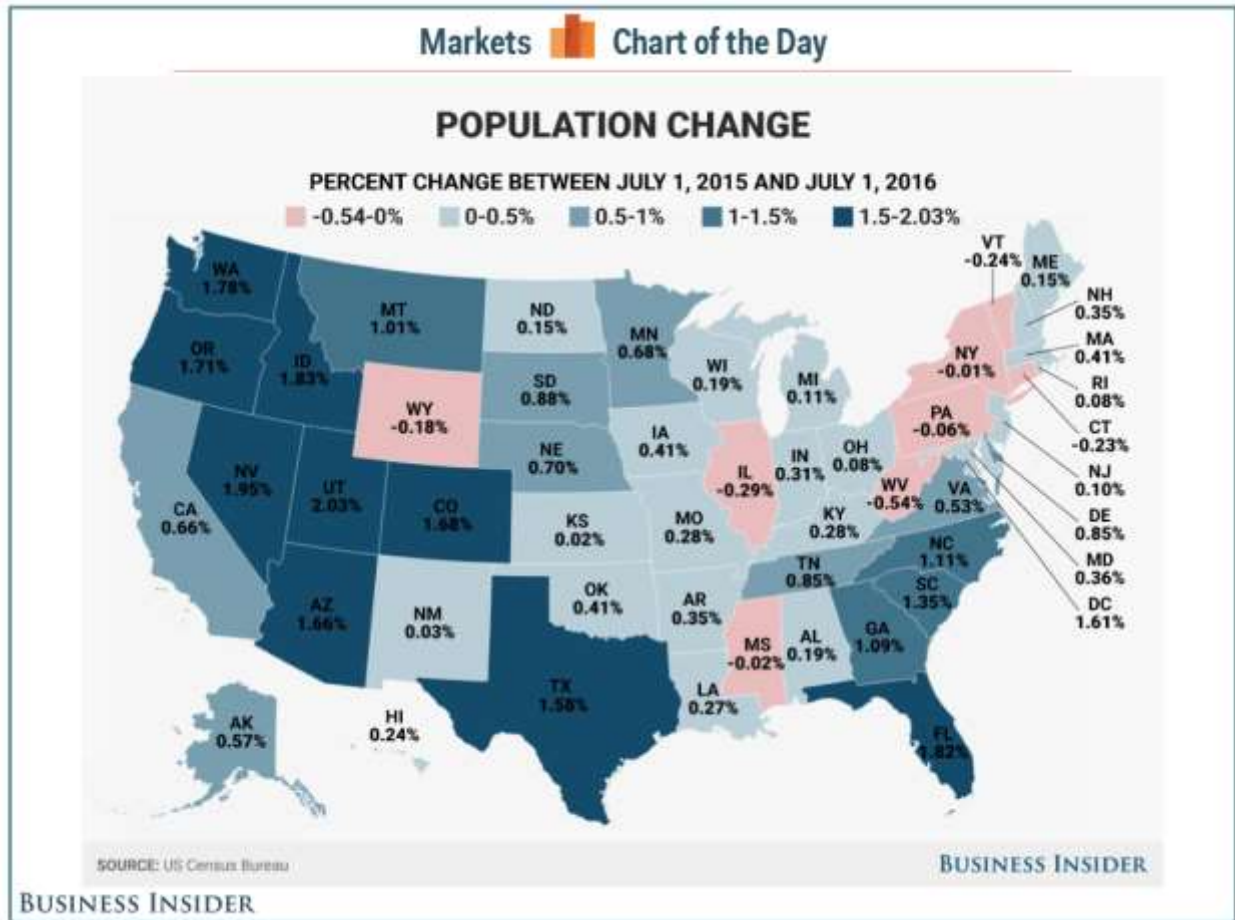 Markets Chart of the Day
POPULATION CHANGE
PERCENT CHANGE BETWEEN JULY 1, 2015 AND JULY 1, 2016
-0.54-0% 0-0.5% 0.5-1% 1-1.5% 1.5-2.03%
WA
1.78%
OR
1.71%
ID
1.83%
MT
1.01%
WY
-0.18%
ND
0.15%
SD
0.88%
NE
0.70%
MN
0.68%
WI
0.19%
MI
0.11%
IA
0.41%
IL
-0.29%
IN
0.31%
OH
0.08%
VT
-0.24%
ME
0.15%
NH
0.35%
MA
0.41%
RI
0.08%
CT
-0.23%
NJ
0.10%
DE
0.85%
MD
0.36%
DC
1.61%
NY
-0.01%
PA
-0.06%
WV
-0.54%
VA
0.53%
KY
0.28%
NC
1.11%
SC
1.35%
TN
0.85%
GA
1.09%
CA
0.66%
NV
1.95%
UT
2.03%
CO
1.68%
KS
0.02%
MO
0.28%
AZ
1.66%
NM
0.03%
OK
0.41%
AR
0.35%
MS
-0.02%
AL
0.19%
TX
1.58%
LA
0.27%
FL
1.82%
AK
0.57%
HI
0.24%
SOURCE: US Census Bureau
BUSINESS INSIDER
BUSINESS INSIDER